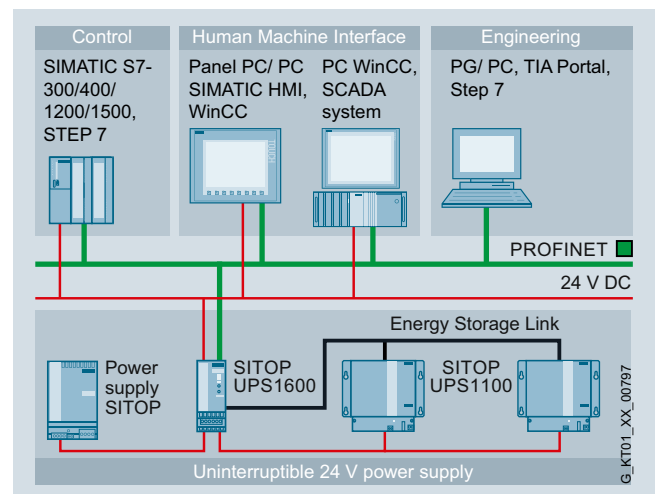 Control
SIMATIC S7-
300/400/
1200/1500,
STEP 7
Human Machine Interface
Panel PC/ PC
SIMATIC HMI,
WinCC
PC WinCC,
SCADA
system
Engineering
PG/ PC, TIA Portal,
Step 7
PROFINET
24 V DC
Energy Storage Link
Power
supply
SITOP
SITOP
UPS1600
SITOP
UPS1100
Uninterruptible 24 V power supply
G_KT01_XX_00797